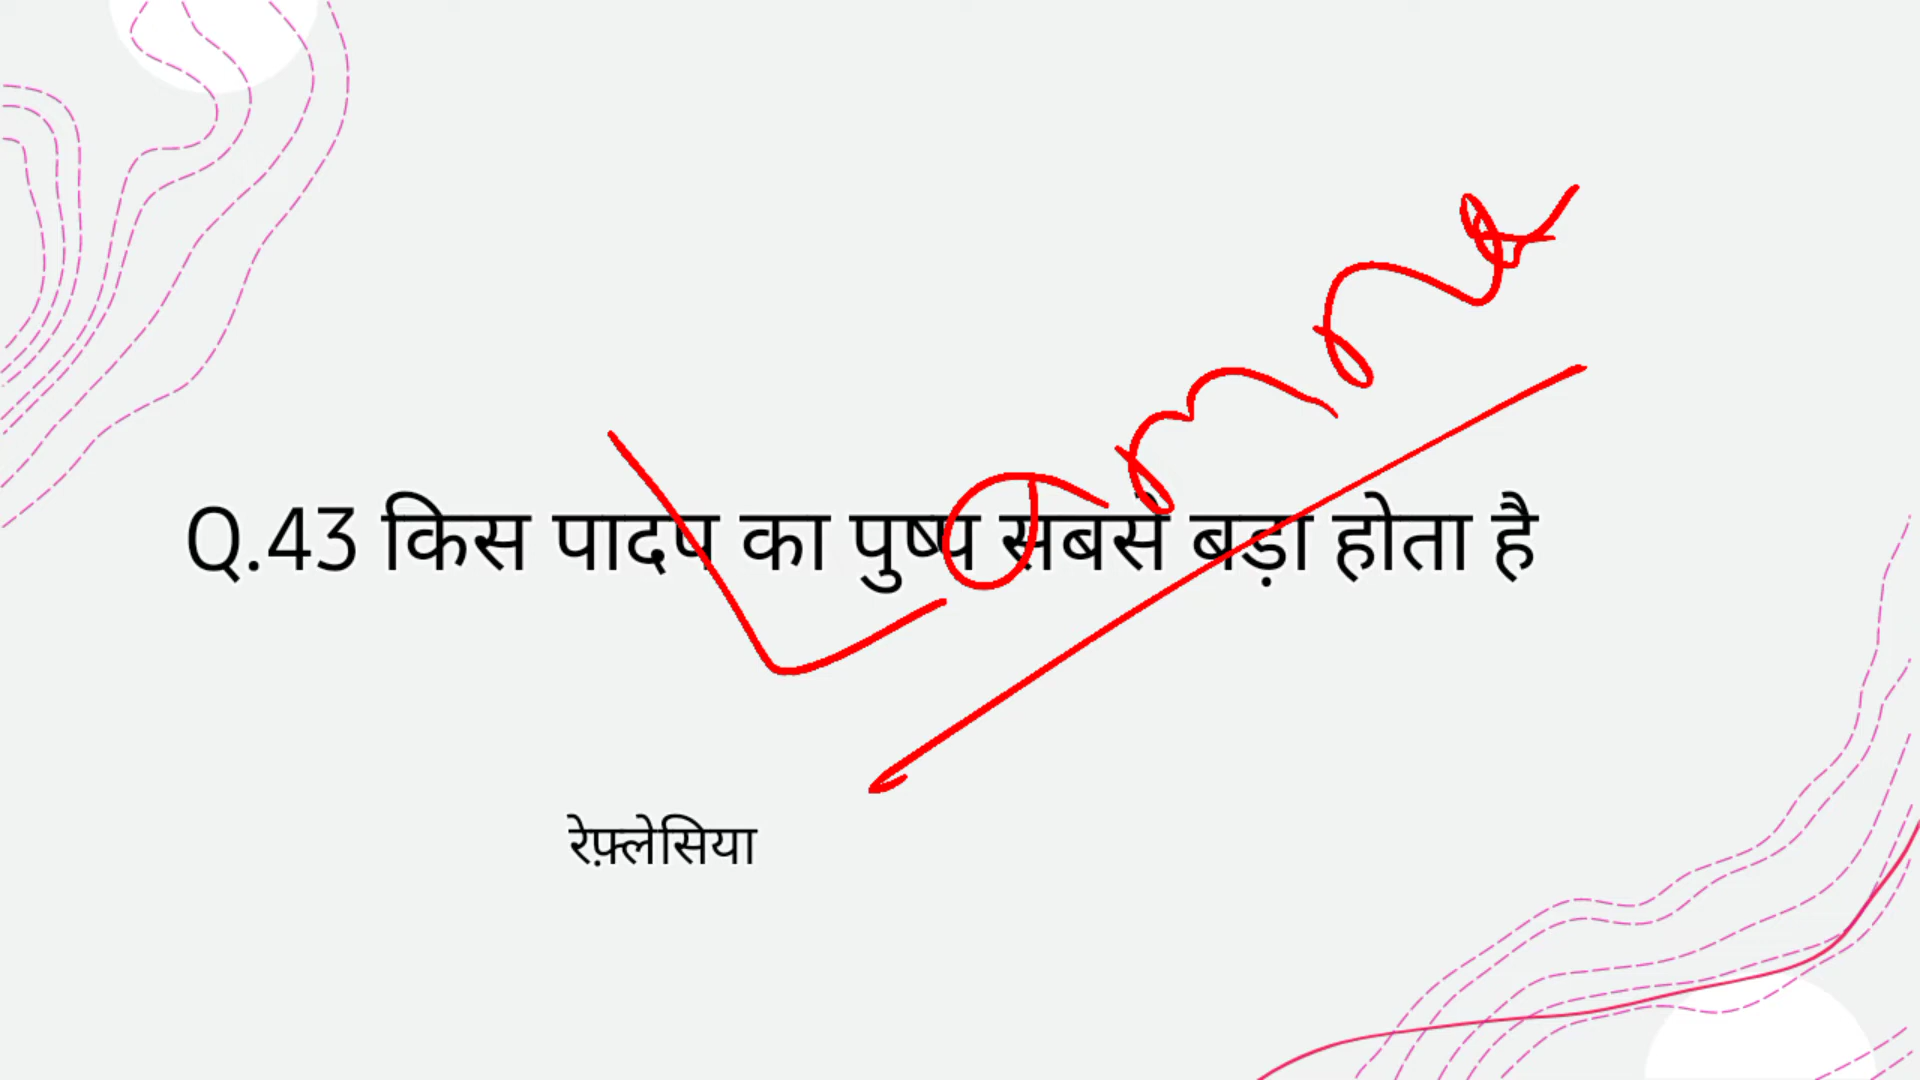 Q.43 किस पादप का पुष्प सबसे बड़ा होता है
रेफ़्लेसिया